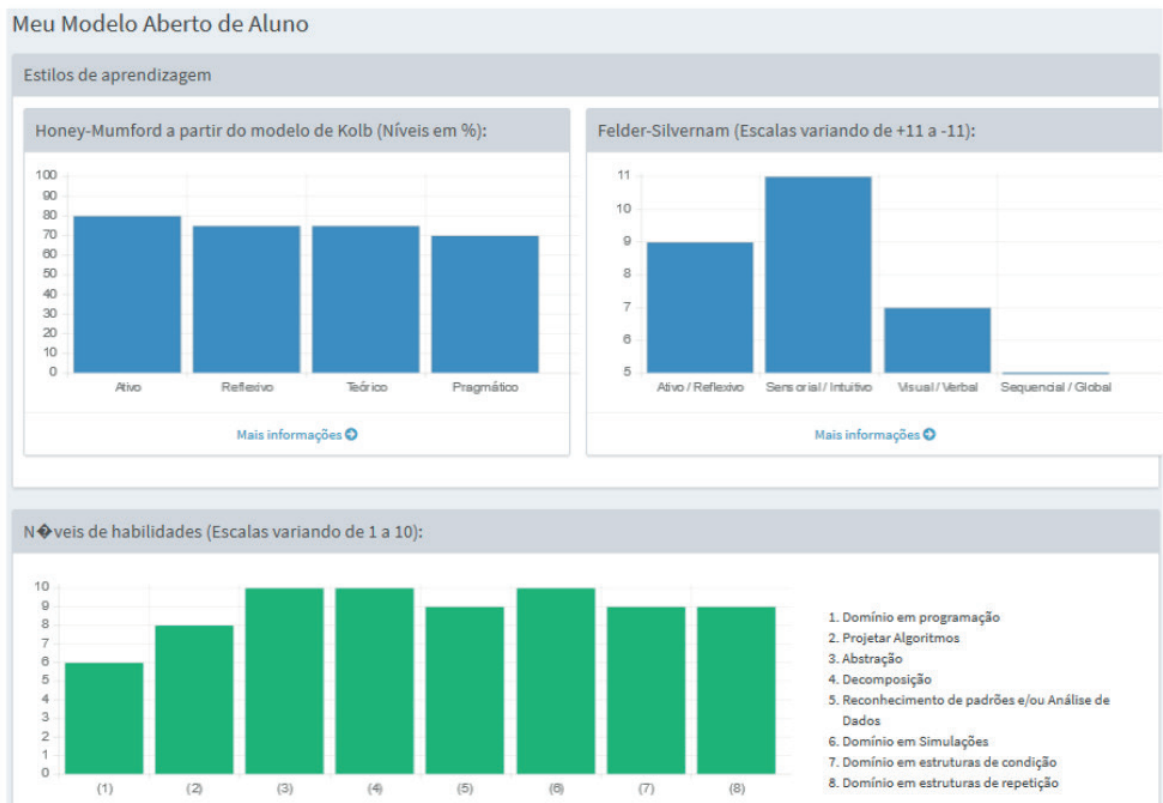 Meu Modelo Aberto de Aluno
Estilos de aprendizagem
Honey-Mumford a partir do modelo de Kolb (Níveis em %):
100
90
80
70
60
50
40
30
20
10
0
Ativo Reflexivo Teórico Pragmático
Mais informações
Felder-Silvernam (Escalas variando de +11 a -11):
11
10
9
8
7
6
5
Ativo / Reflexivo Sensorial / Intuitivo Visual / Verbal Sequencial / Global
Mais informações
N�veis de habilidades (Escalas variando de 1 a 10):
10
9
8
7
6
5
4
3
2
1
0
(1) (2) (3) (4) (5) (6) (7) (8)
1. Domínio em programação
2. Projetar Algoritmos
3. Abstração
4. Decomposição
5. Reconhecimento de padrões e/ou Análise de
Dados
6. Domínio em Simulações
7. Domínio em estruturas de condição
8. Domínio em estruturas de repetição